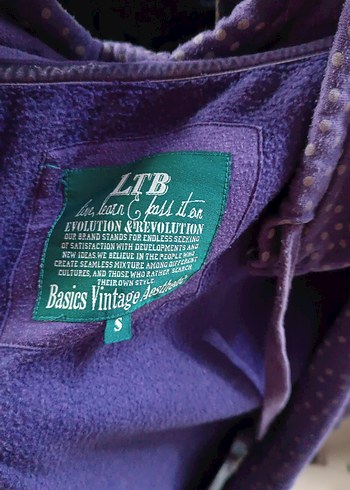 LTB
live, learn & pass it on
EVOLUTION & REVOLUTION
OUR BRAND STANDS FOR ENDLESS SEEKING
OF SATISFACTION WITH DEVELOPMENTS AND
NEW IDEAS. WE BELIEVE IN THE PEOPLE WHO
CREATE SEAMLESS MIXTURE AMONG DIFFERENT
CULTURES, AND THOSE WHO RATHER SEARCH
THEIR OWN STYLE.
Basics Vintage Aesthetic
S